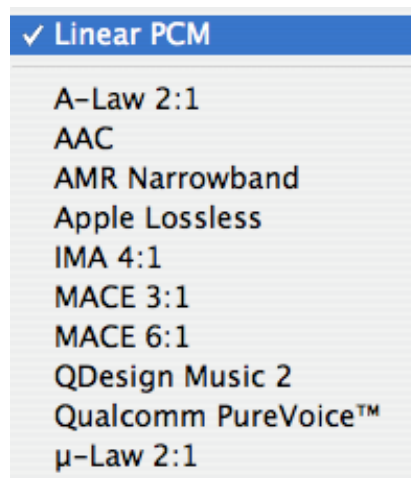 ✓ Linear PCM
A-Law 2:1
AAC
AMR Narrowband
Apple Lossless
IMA 4:1
MACE 3:1
MACE 6:1
QDesign Music 2
Qualcomm PureVoice™
µ-Law 2:1